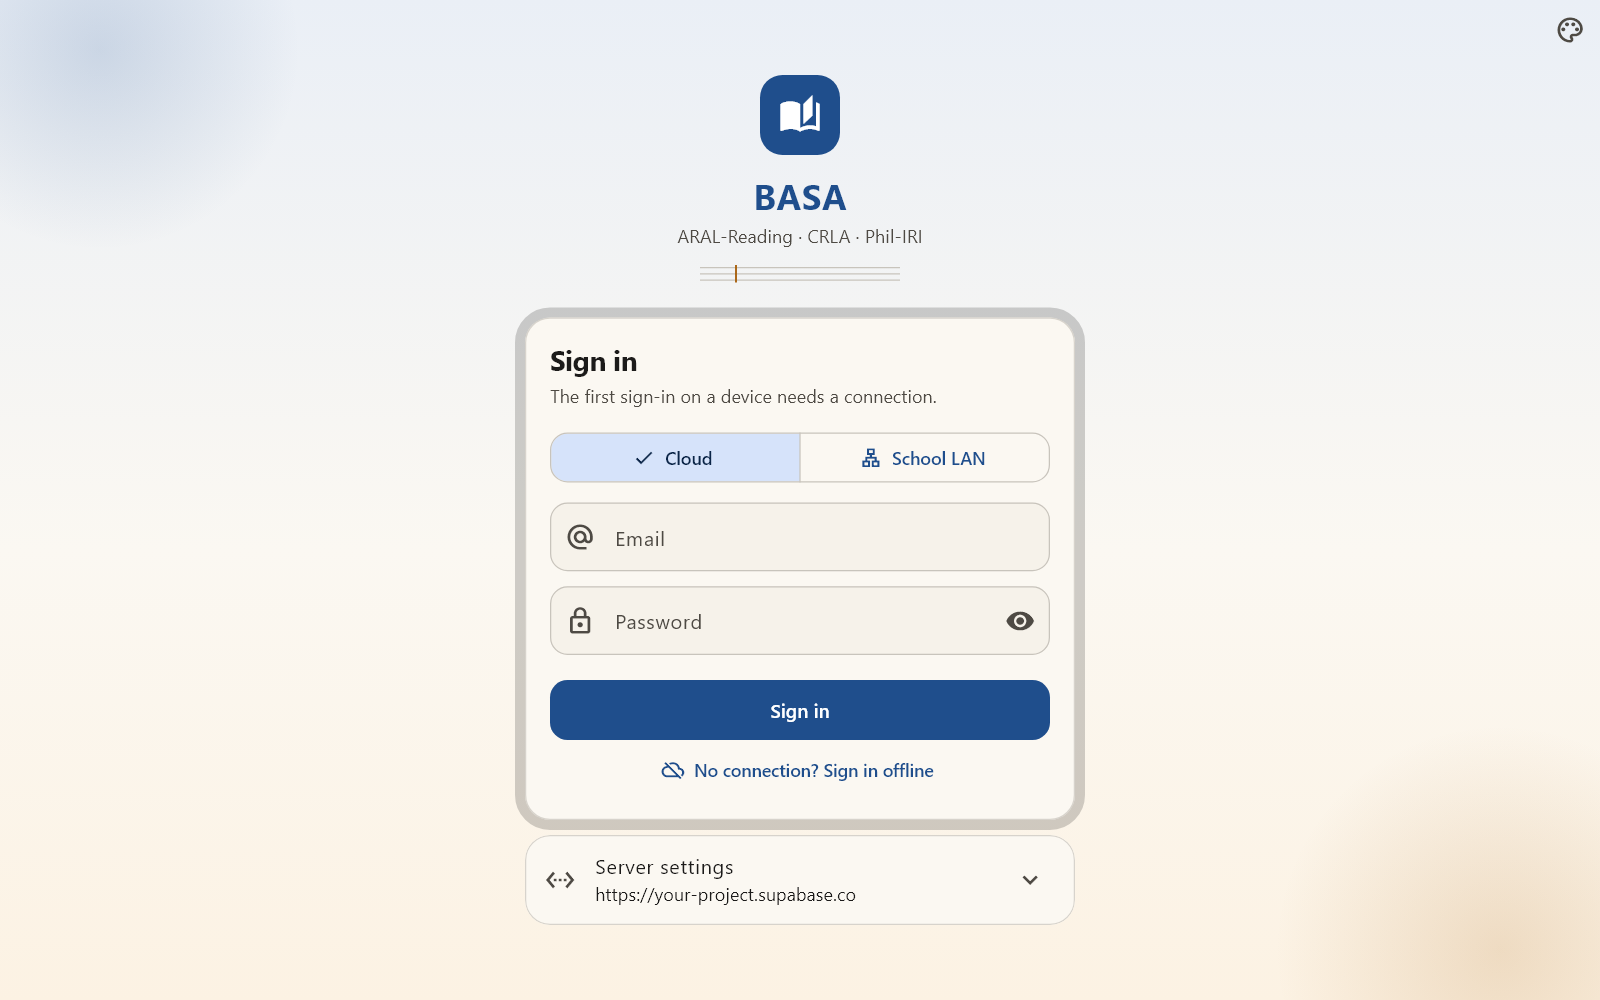 BASA
ARAL-Reading · CRLA · Phil-IRI
Sign in
The first sign-in on a device needs a connection.
Cloud
School LAN
Email
Password
Sign in
No connection? Sign in offline
Server settings
https://your-project.supabase.co